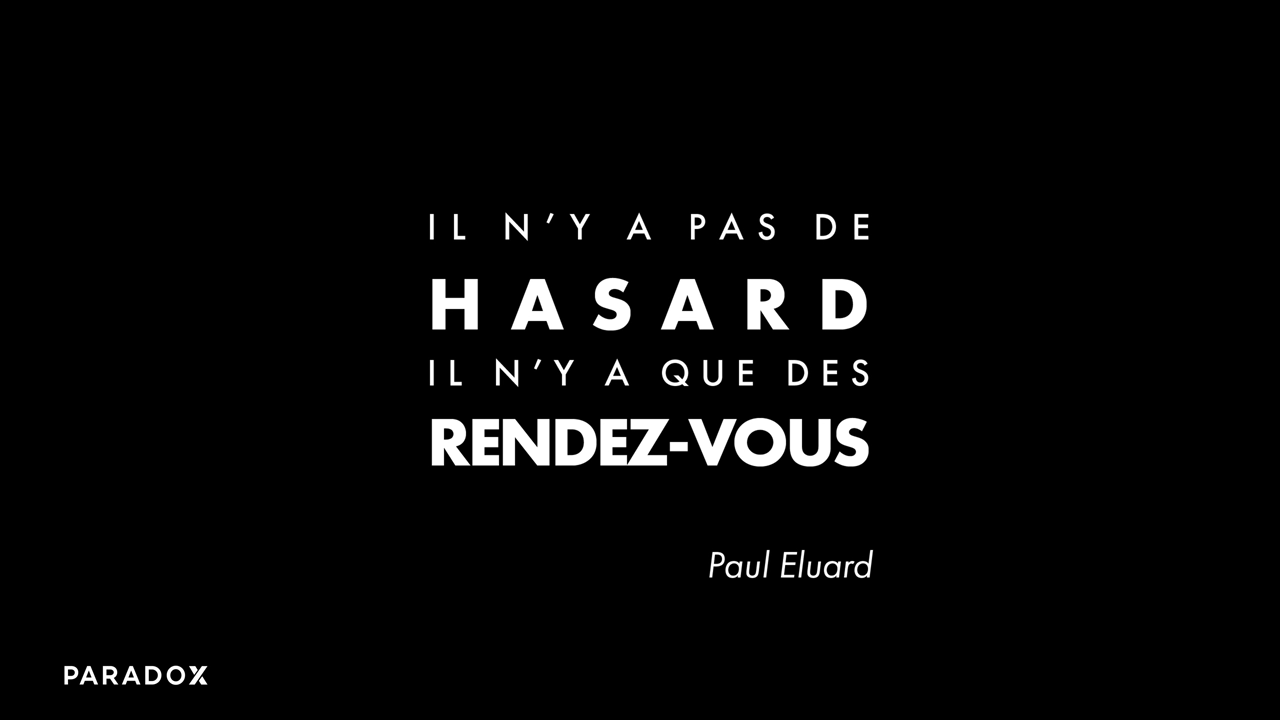 IL N’Y A PAS DE
HASARD
IL N’Y A QUE DES
RENDEZ-VOUS
Paul Eluard
PARADOX